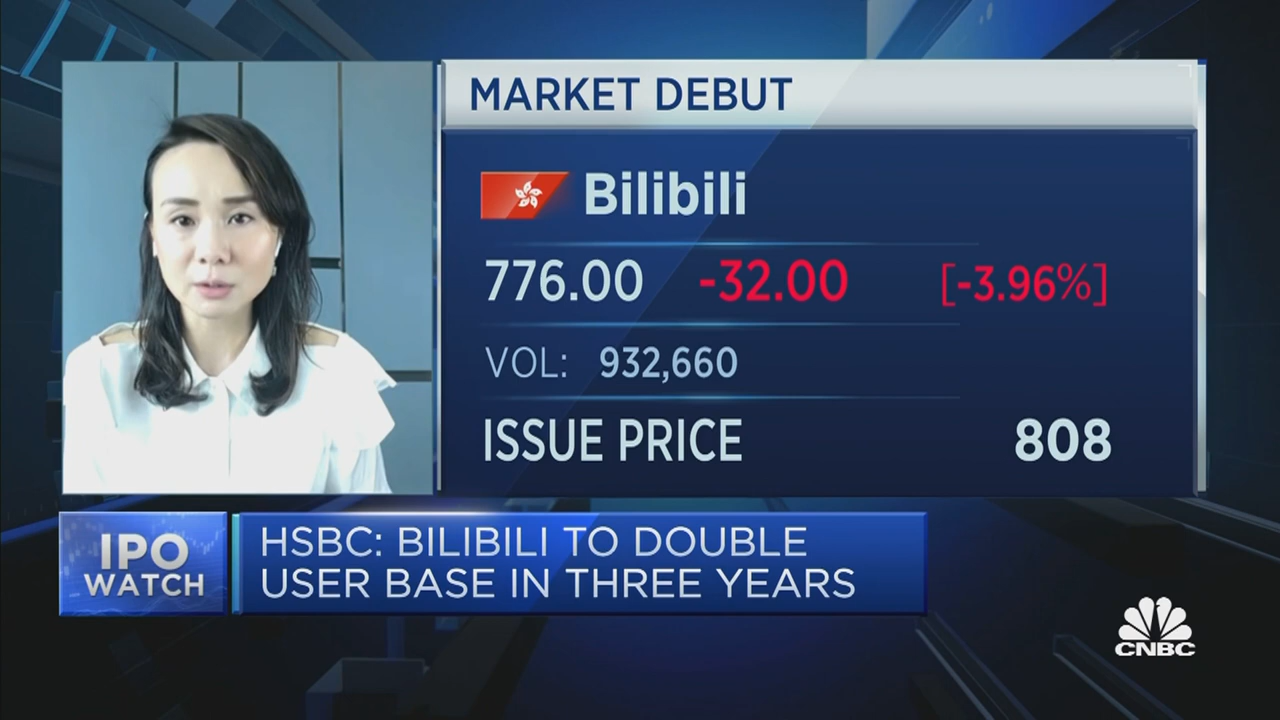 MARKET DEBUT
Bilibili
776.00 -32.00 [-3.96%]
VOL: 932,660
ISSUE PRICE 808
IPO WATCH
HSBC: BILIBILI TO DOUBLE
USER BASE IN THREE YEARS
CNBC